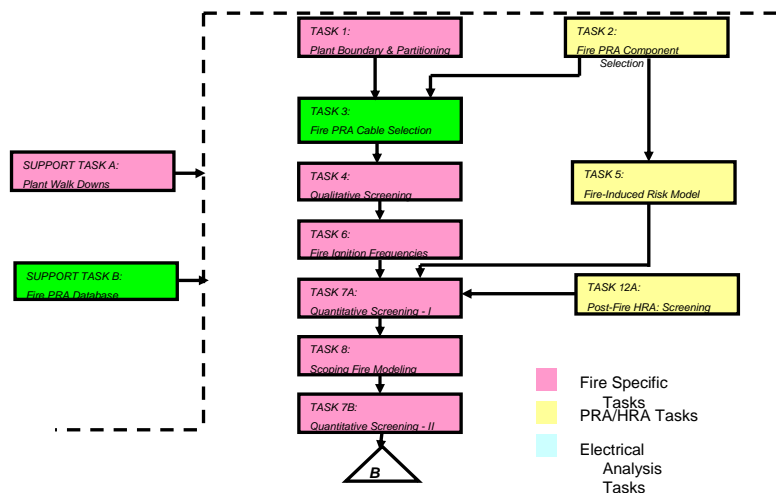 TASK 1:
Plant Boundary & Partitioning
TASK 2:
Fire PRA Component
Selection
TASK 3:
Fire PRA Cable Selection
SUPPORT TASK A:
Plant Walk Downs
TASK 4:
Qualitative Screening
TASK 5:
Fire-Induced Risk Model
TASK 6:
Fire Ignition Frequencies
SUPPORT TASK B:
Fire PRA Database
TASK 7A:
Quantitative Screening - I
TASK 12A:
Post-Fire HRA: Screening
TASK 8:
Scoping Fire Modeling
TASK 7B:
Quantitative Screening - II
B
Fire Specific
Tasks
PRA/HRA Tasks
Electrical
Analysis
Tasks